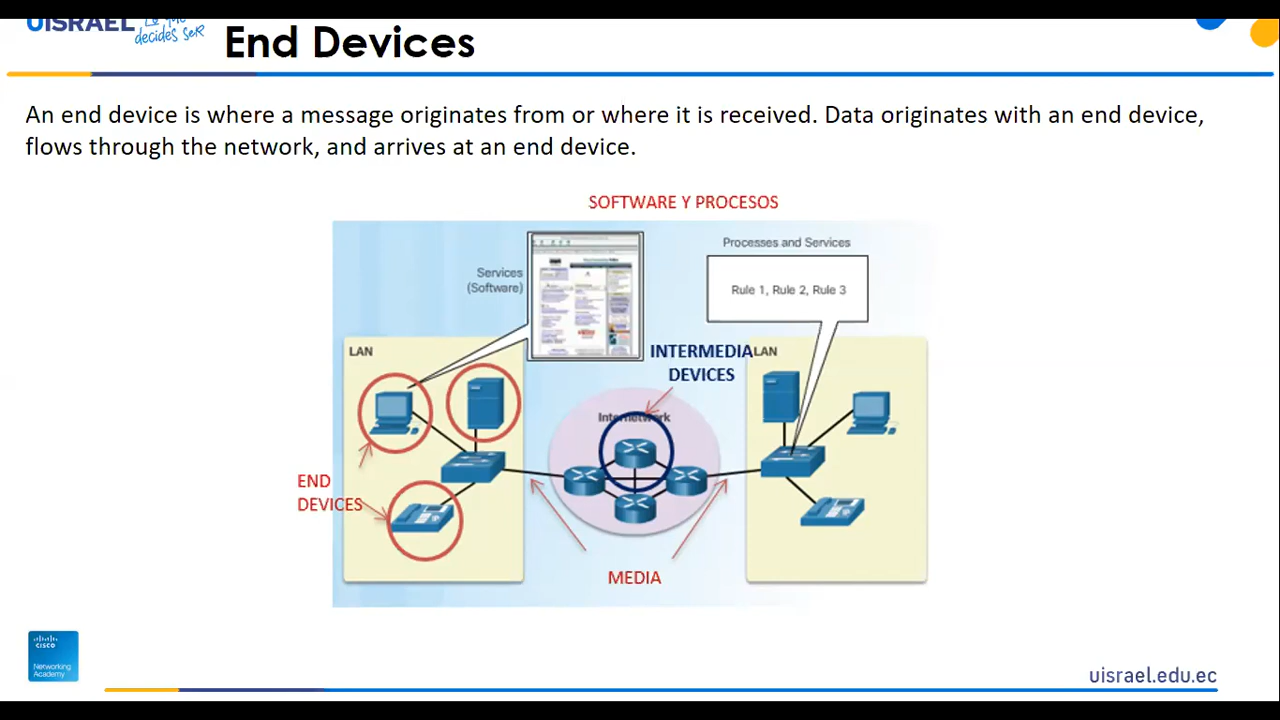 UISRAEL
decides seR
End Devices
An end device is where a message originates from or where it is received. Data originates with an end device,
flows through the network, and arrives at an end device.
SOFTWARE Y PROCESOS
Processes and Services
Services
(Software)
Rule 1, Rule 2, Rule 3
LAN
INTERMEDIA
DEVICES
LAN
Internetwork
END
DEVICES
MEDIA
cisco
Networking
Academy
uisrael.edu.ec